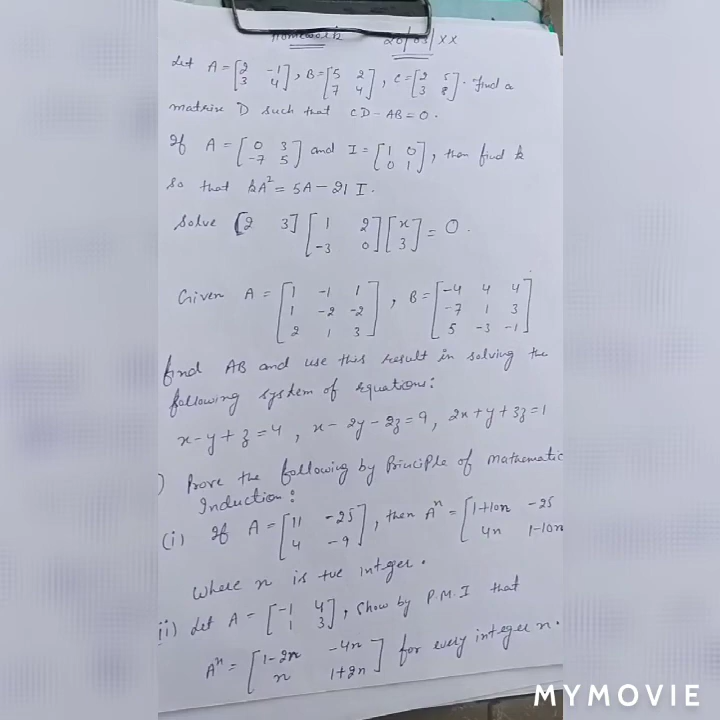 Homework 20/03/XX
Let A = [2 -1 3 4], B = [5 2 7 4], C = [2 5 3 8]. Find a
matrix D such that CD - AB = 0.
If A = [0 3 -7 5] and I = [1 0 0 1], then find k
so that kA² = 5A - 21 I.
Solve [2 3] [1 2 -3 0] [x 3] = 0.
Given A = [1 -1 1 1 -2 -2 2 1 3], B = [-4 4 4 -7 1 3 5 -3 -1]
find AB and use this result in solving the
following system of equations:
x-y+z=4, x-2y-2z=9, 2x+y+3z=1
) Prove the following by Principle of Mathematic
Induction:
(i) If A = [11 -25 4 -9], then Aⁿ = [1+10n -25 4n 1-10n
where n is +ve integer.
ii) Let A = [-1 4 1 3], show by P.M.I that
Aⁿ = [1-2n -4n n 1+2n] for every integer n.
MYMOVIE